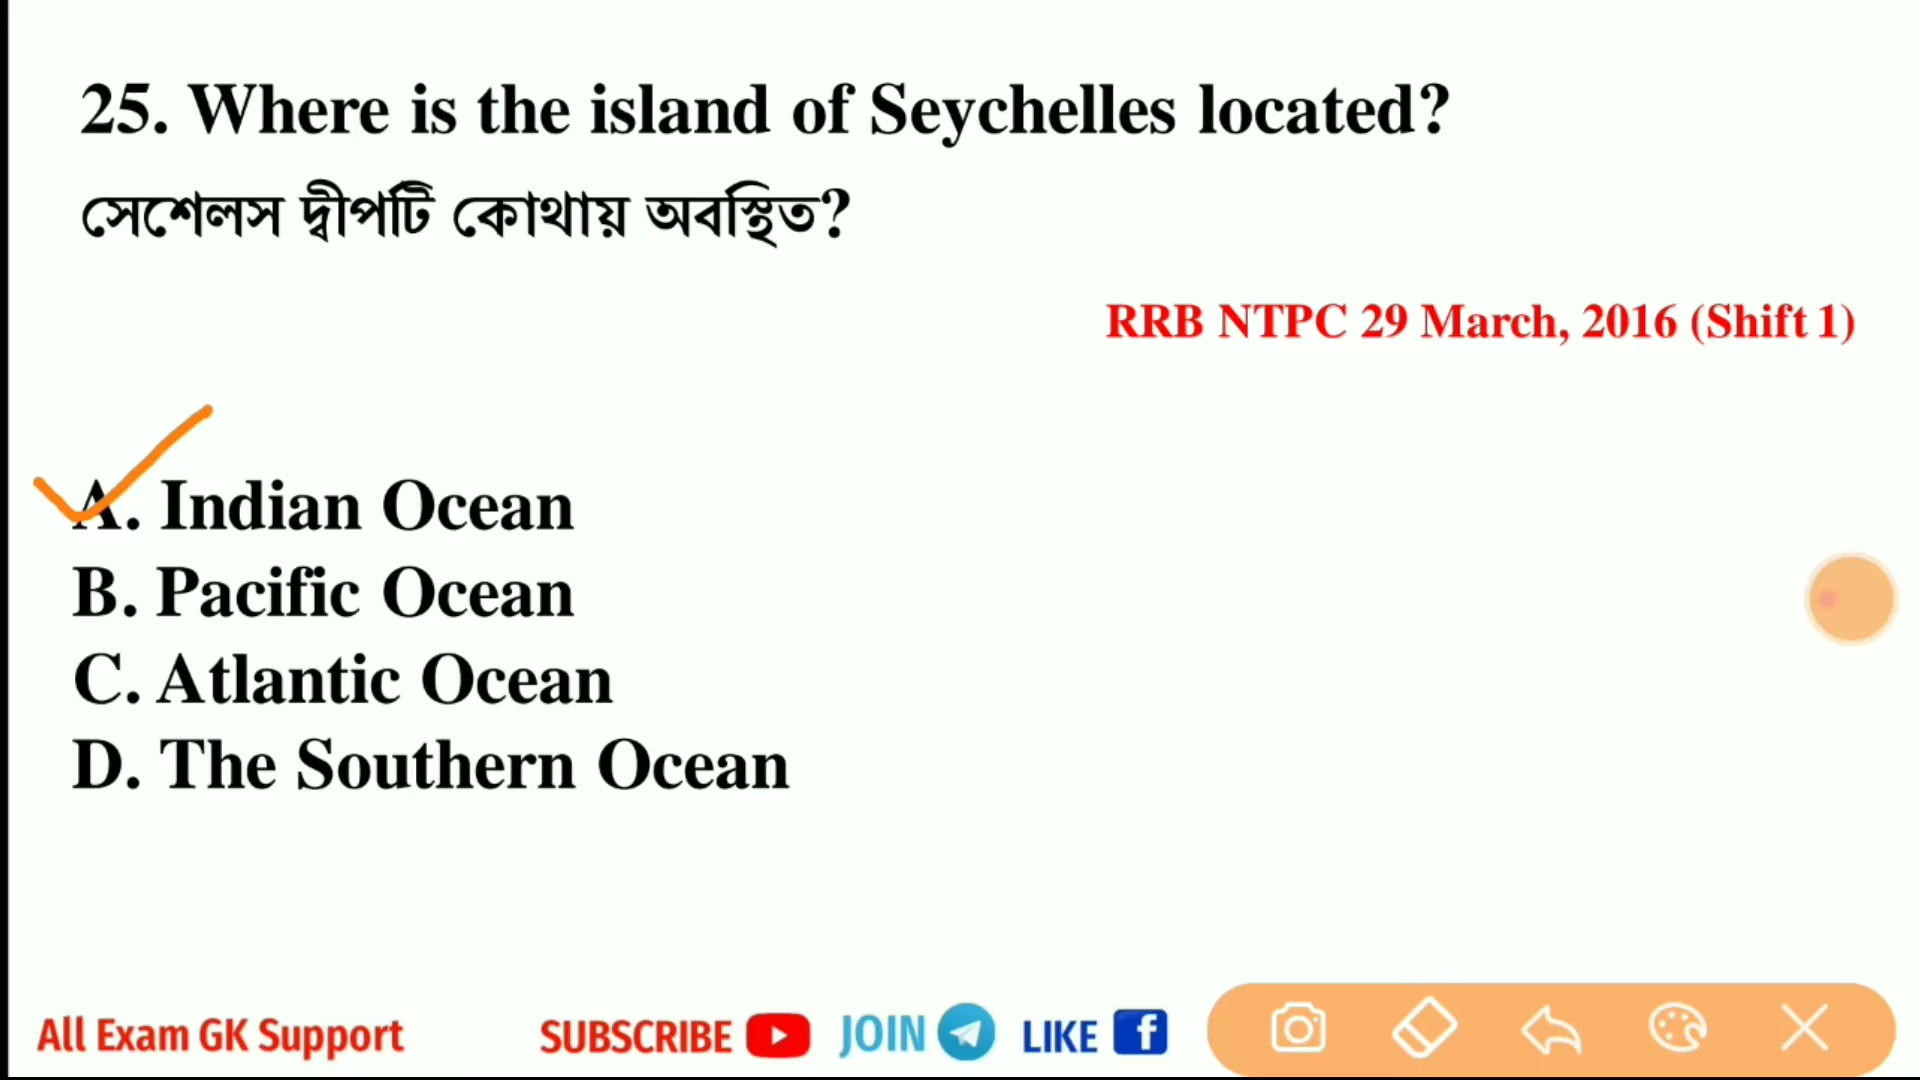 25. Where is the island of Seychelles located?
সেশেলস দ্বীপটি কোথায় অবস্থিত?
RRB NTPC 29 March, 2016 (Shift 1)
A. Indian Ocean
B. Pacific Ocean
C. Atlantic Ocean
D. The Southern Ocean
All Exam GK Support SUBSCRIBE JOIN LIKE f